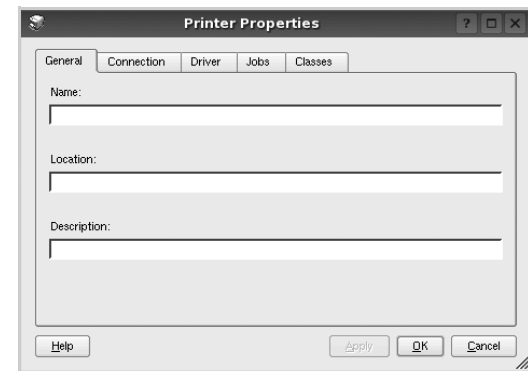 Printer Properties
General Connection Driver Jobs Classes
Name:
Location:
Description:
Help Apply OK Cancel